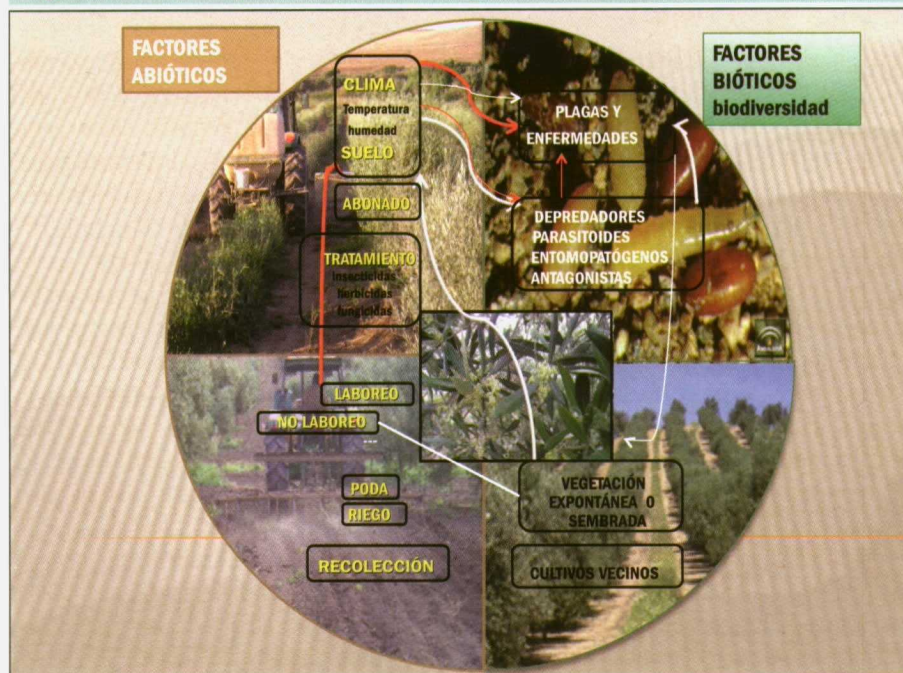 FACTORES
ABIÓTICOS
FACTORES
BIÓTICOS
biodiversidad
CLIMA
Temperatura
humedad
SUELO
ABONADO
TRATAMIENTO
insecticidas
herbicidas
fungicidas
PLAGAS Y
ENFERMEDADES
DEPREDADORES
PARASITOIDES
ENTOMOPATÓGENOS
ANTAGONISTAS
LABOREO
NO LABOREO
---
PODA
RIEGO
RECOLECCIÓN
VEGETACIÓN
EXPONTÁNEA O
SEMBRADA
CULTIVOS VECINOS